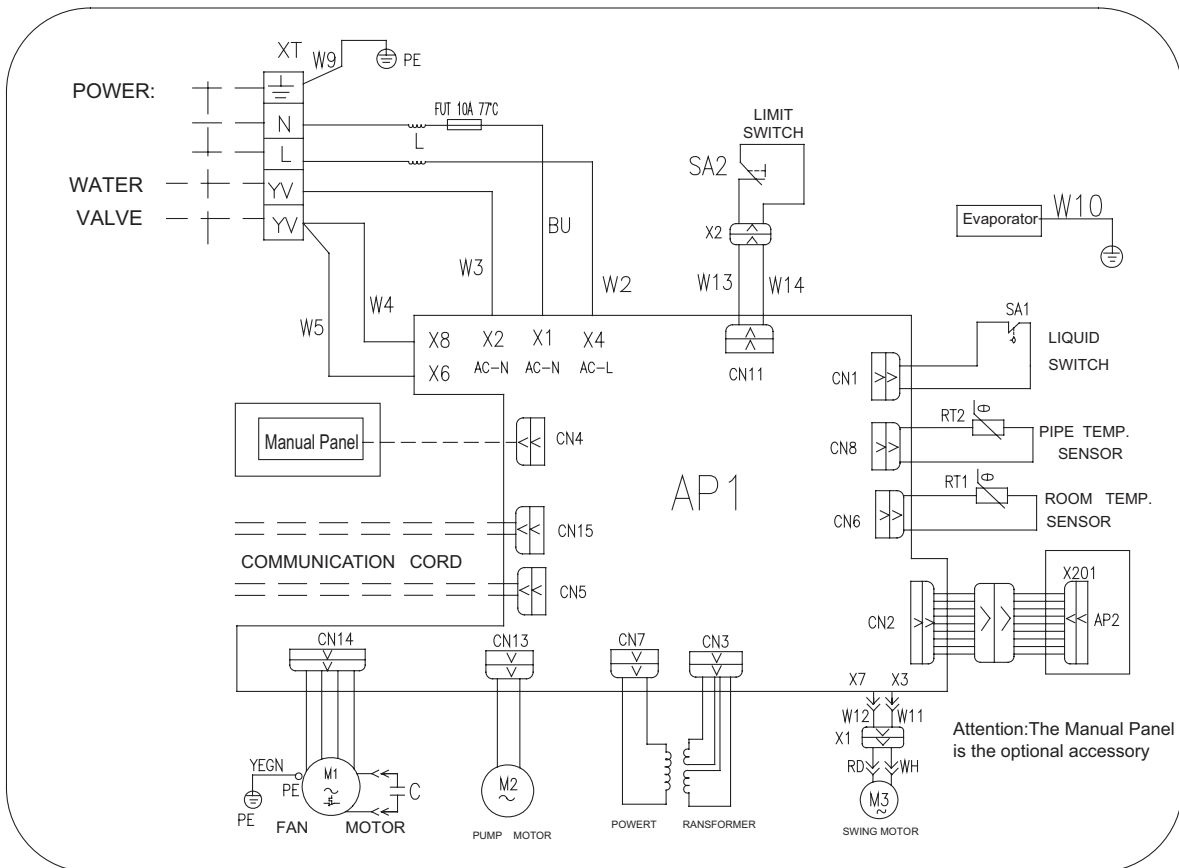 XT
W9
PE
POWER:
N
FUT 10A 77°C
L
L
WATER
YV
VALVE
YV
LIMIT
SWITCH
SA2
X2
W13
W14
CN11
Evaporator
W10
BU
W3
W2
W4
W5
X8
X2
X1
X4
X6
AC-N
AC-N
AC-L
SA1
LIQUID
SWITCH
CN1
Manual Panel
CN4
RT2
θ
PIPE TEMP.
SENSOR
CN8
AP1
RT1
θ
ROOM TEMP.
SENSOR
CN6
CN15
COMMUNICATION CORD
CN5
X201
CN2
AP2
CN14
CN13
CN7
CN3
X7
X3
W12
W11
X1
RD
WH
M3
SWING MOTOR
Attention:The Manual Panel
is the optional accessory
YEGN
PE
M1
C
PE
FAN MOTOR
M2
PUMP MOTOR
POWERT RANSFORMER